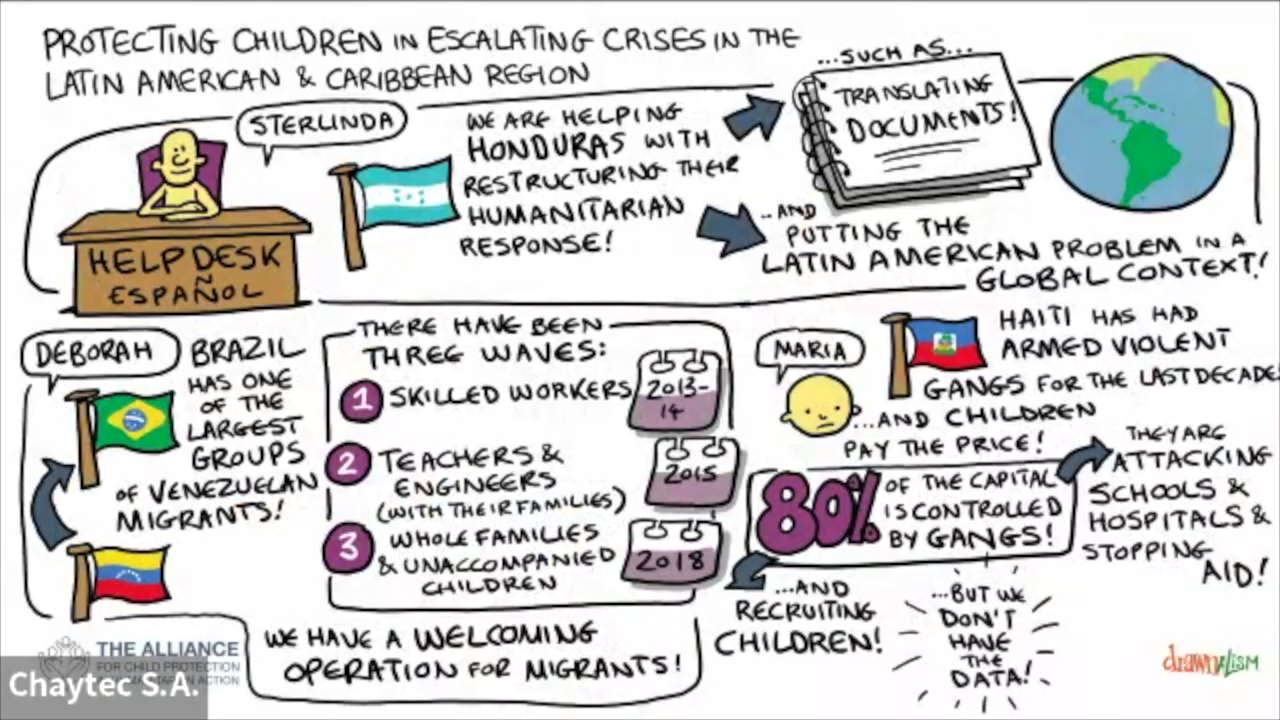 PROTECTING CHILDREN IN ESCALATING CRISES IN THE
LATIN AMERICAN & CARIBBEAN REGION
STERLINDA
HELP DESK
ESPAÑOL
WE ARE HELPING
HONDURAS WITH
RESTRUCTURING THEIR
HUMANITARIAN
RESPONSE!
...SUCH AS...
TRANSLATING
DOCUMENTS!
...AND
PUTTING THE
LATIN AMERICAN PROBLEM IN A
GLOBAL CONTEXT!
DEBORAH
BRAZIL
HAS ONE
OF THE
LARGEST
GROUPS
OF VENEZUELAN
MIGRANTS!
THERE HAVE BEEN
THREE WAVES:
1 SKILLED WORKERS
2013-
14
2 TEACHERS &
ENGINEERS
(WITH THEIR FAMILIES)
2015
3 WHOLE FAMILIES
& UNACCOMPANIED
CHILDREN
2018
WE HAVE A WELCOMING
OPERATION FOR MIGRANTS!
MARIA
HAITI HAS HAD
ARMED VIOLENT
GANGS FOR THE LAST DECADE
...AND CHILDREN
PAY THE PRICE!
80%
OF THE CAPITAL
IS CONTROLLED
BY GANGS!
THEY ARE
ATTACKING
SCHOOLS &
HOSPITALS &
STOPPING
AID!
...AND
RECRUITING
CHILDREN!
...BUT WE
DON'T
HAVE
THE
DATA!
THE ALLIANCE
FOR CHILD PROTECTION
ACTION
Chaytec S.A.
drawnalism